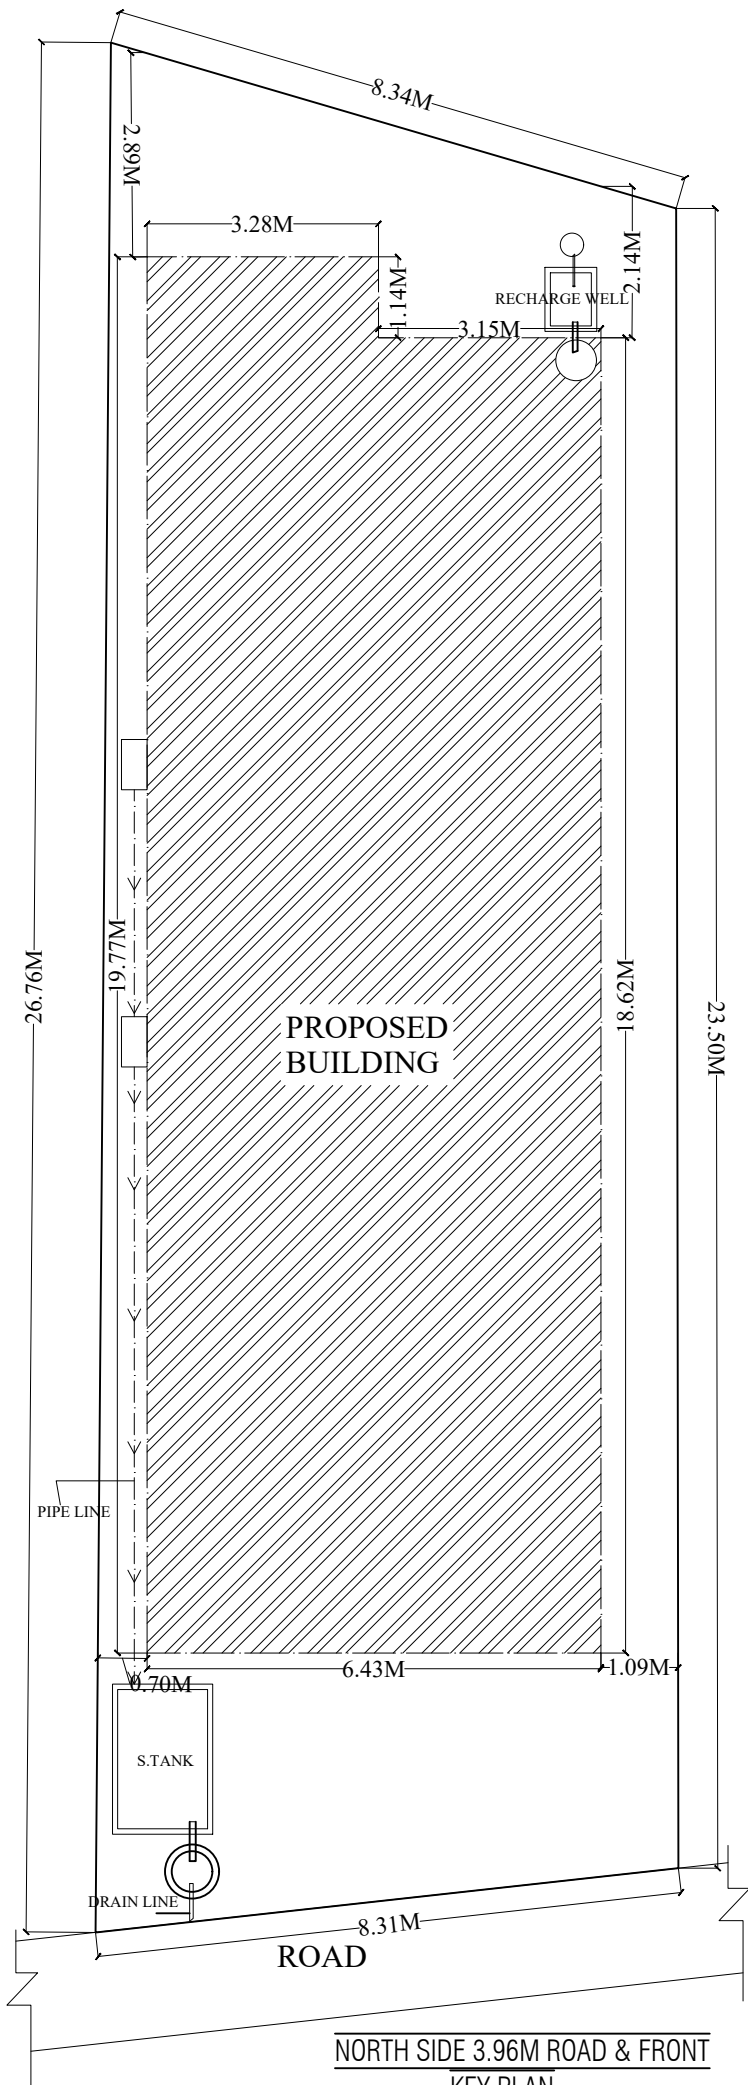 8.34M
2.89M
3.28M
1.14M
2.14M
RECHARGE WELL
3.15M
26.76M
19.77M
18.62M
23.50M
PROPOSED
BUILDING
PIPE LINE
0.70M
6.43M
1.09M
S.TANK
DRAIN LINE
8.31M
ROAD
NORTH SIDE 3.96M ROAD & FRONT
KEY PLAN